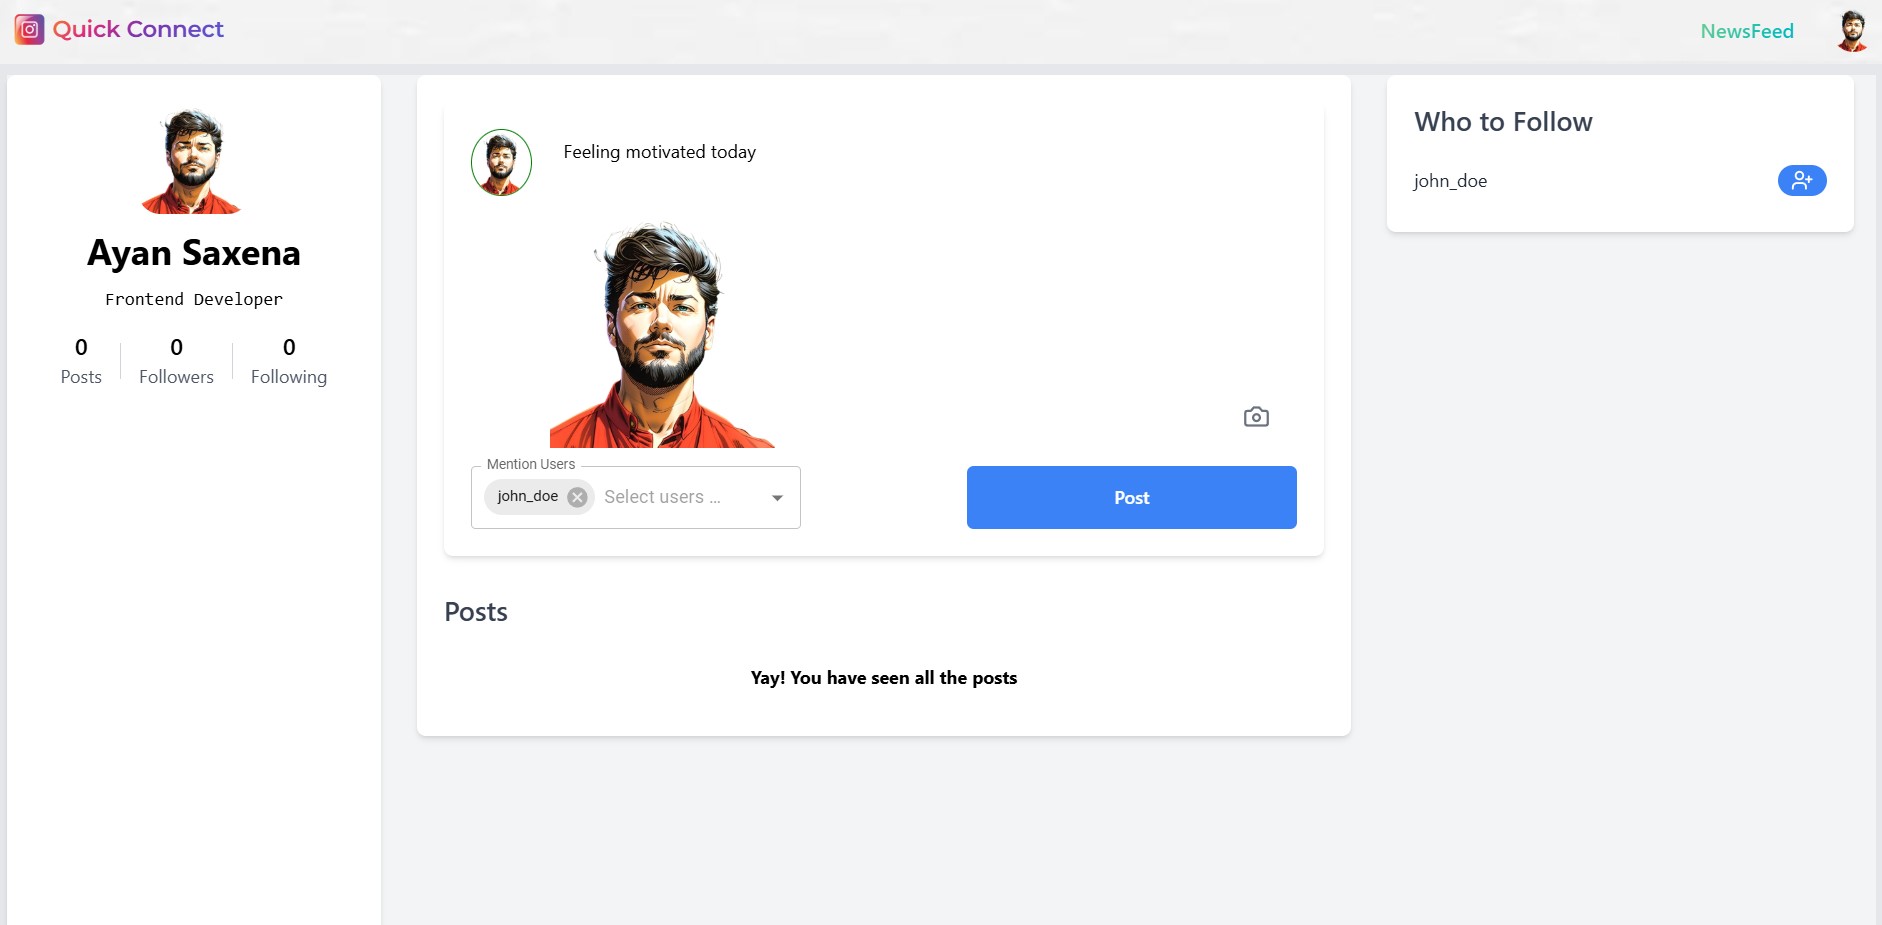 Quick Connect
NewsFeed
Ayan Saxena
Frontend Developer
0 0 0
Posts Followers Following
Feeling motivated today
Mention Users
john_doe Select users ...
Post
Posts
Yay! You have seen all the posts
Who to Follow
john_doe